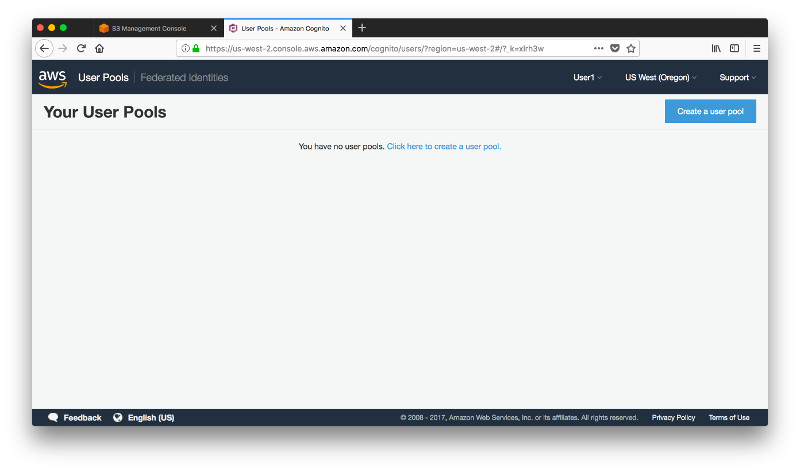 S3 Management Console
User Pools - Amazon Cognito
https://us-west-2.console.aws.amazon.com/cognito/users/?region=us-west-2#/?_k=xlrh3w
aws User Pools Federated Identities User1 US West (Oregon) Support
Your User Pools Create a user pool
You have no user pools. Click here to create a user pool.
Feedback English (US) © 2008 - 2017, Amazon Web Services, Inc. or its affiliates. All rights reserved. Privacy Policy Terms of Use